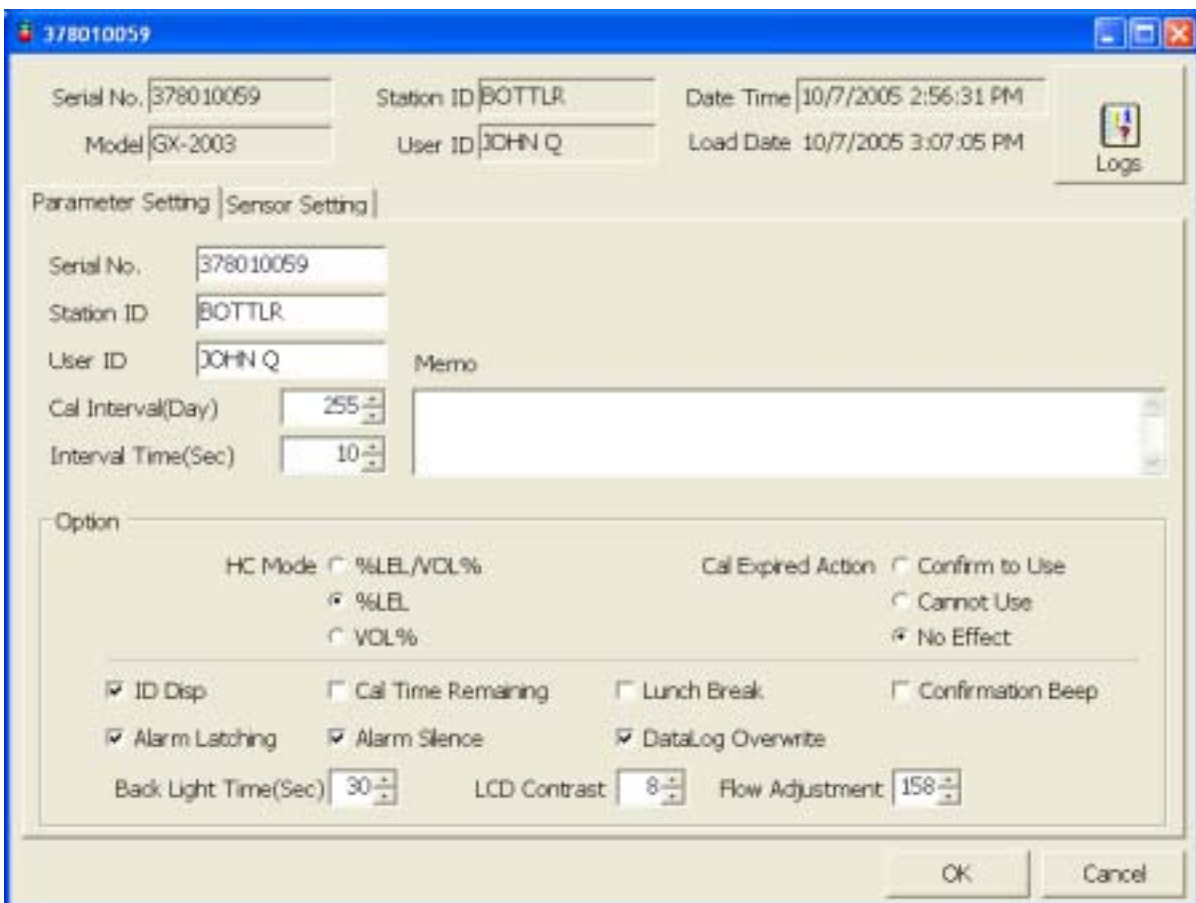 378010059
Serial No. 378010059 Station ID BOTTLR Date Time 10/7/2005 2:56:31 PM
Model GX-2003 User ID JOHN Q Load Date 10/7/2005 3:07:05 PM
Logs
Parameter Setting Sensor Setting
Serial No. 378010059
Station ID BOTTLR
User ID JOHN Q Memo
Cal Interval(Day) 255
Interval Time(Sec) 10
Option
HC Mode %LEL/VOL% Cal Expired Action Confirm to Use
%LEL Cannot Use
VOL% No Effect
ID Disp Cal Time Remaining Lunch Break Confirmation Beep
Alarm Latching Alarm Silence DataLog Overwrite
Back Light Time(Sec) 30 LCD Contrast 8 Flow Adjustment 158
OK Cancel